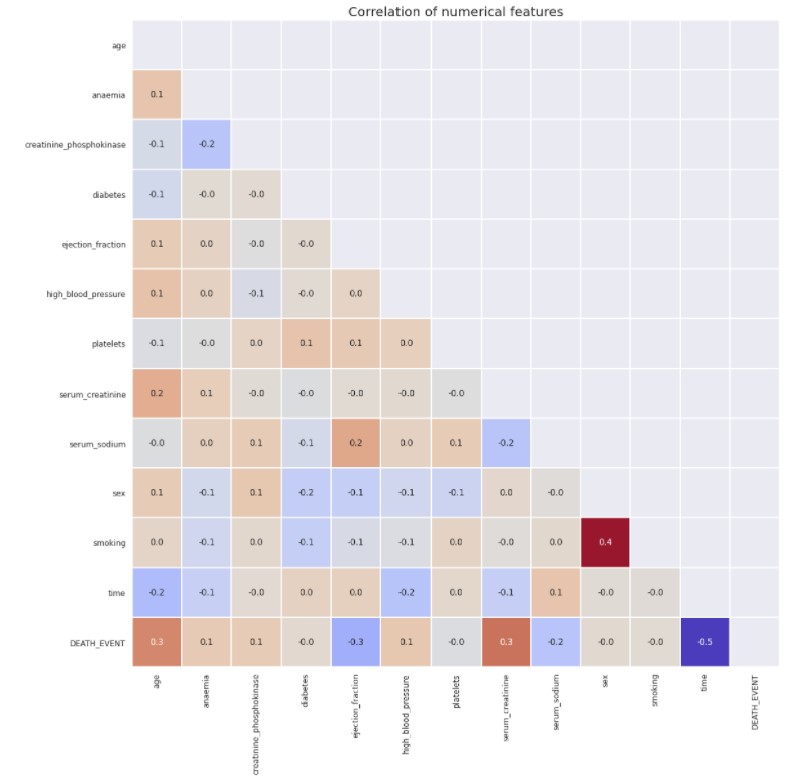 Correlation of numerical features
age
anaemia 0.1
creatinine_phosphokinase -0.1 -0.2
diabetes -0.1 -0.0 -0.0
ejection_fraction 0.1 0.0 -0.0 -0.0
high_blood_pressure 0.1 0.0 -0.1 -0.0 0.0
platelets -0.1 -0.0 0.0 0.1 0.1 0.0
serum_creatinine 0.2 0.1 -0.0 -0.0 -0.0 -0.0 -0.0
serum_sodium -0.0 0.0 0.1 -0.1 0.2 0.0 0.1 -0.2
sex 0.1 -0.1 0.1 -0.2 -0.1 -0.1 -0.1 0.0 -0.0
smoking 0.0 -0.1 0.0 -0.1 -0.1 -0.1 0.0 -0.0 0.0 0.4
time -0.2 -0.1 -0.0 0.0 0.0 -0.2 0.0 -0.1 0.1 -0.0 -0.0
DEATH_EVENT 0.3 0.1 0.1 -0.0 -0.3 0.1 -0.0 0.3 -0.2 -0.0 -0.0 -0.5
age
anaemia
creatinine_phosphokinase
diabetes
ejection_fraction
high_blood_pressure
platelets
serum_creatinine
serum_sodium
sex
smoking
time
DEATH_EVENT